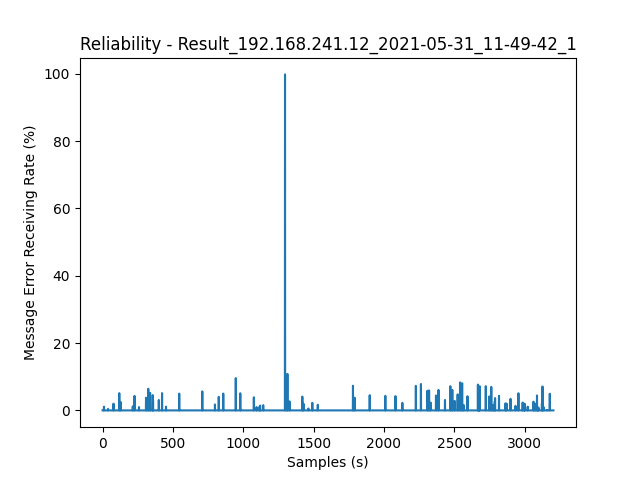 Reliability - Result_192.168.241.12_2021-05-31_11-49-42_1
Message Error Receiving Rate (%)
100
80
60
40
20
0
0 500 1000 1500 2000 2500 3000
Samples (s)